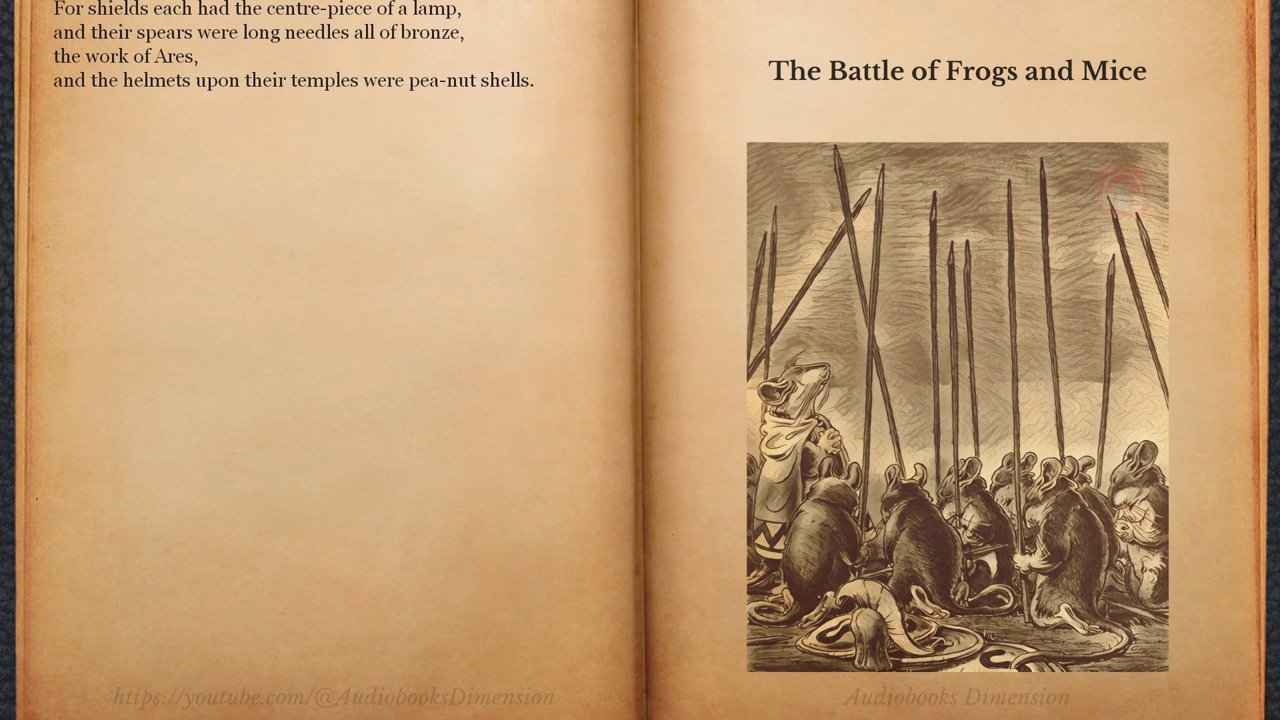 For shields each had the centre-piece of a lamp,
and their spears were long needles all of bronze,
the work of Ares,
and the helmets upon their temples were pea-nut shells.
The Battle of Frogs and Mice
https://youtube.com/@AudiobooksDimension
Audiobooks Dimension